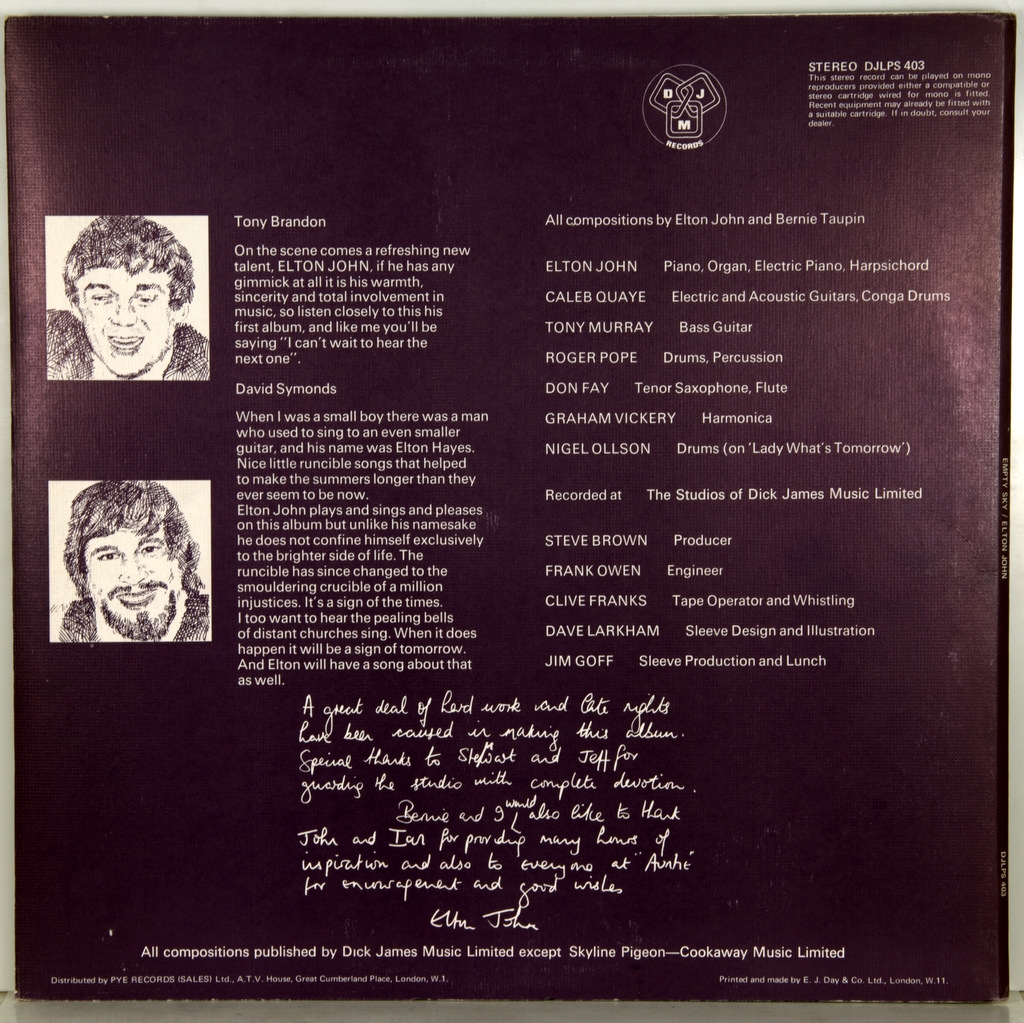 D J
M
RECORDS
STEREO DJLPS 403
This stereo record can be played on mono
reproducers provided either a compatible or
stereo cartridge wired for mono is fitted.
Recent equipment may already be fitted with
a suitable cartridge. If in doubt, consult your
dealer.
Tony Brandon
On the scene comes a refreshing new
talent, ELTON JOHN, if he has any
gimmick at all it is his warmth,
sincerity and total involvement in
music, so listen closely to this his
first album, and like me you'll be
saying "I can't wait to hear the
next one".
David Symonds
When I was a small boy there was a man
who used to sing to an even smaller
guitar, and his name was Elton Hayes.
Nice little runcible songs that helped
to make the summers longer than they
ever seem to be now.
Elton John plays and sings and pleases
on this album but unlike his namesake
he does not confine himself exclusively
to the brighter side of life. The
runcible has since changed to the
smouldering crucible of a million
injustices. It's a sign of the times.
I too want to hear the pealing bells
of distant churches sing. When it does
happen it will be a sign of tomorrow.
And Elton will have a song about that
as well.
All compositions by Elton John and Bernie Taupin
ELTON JOHN Piano, Organ, Electric Piano, Harpsichord
CALEB QUAYE Electric and Acoustic Guitars, Conga Drums
TONY MURRAY Bass Guitar
ROGER POPE Drums, Percussion
DON FAY Tenor Saxophone, Flute
GRAHAM VICKERY Harmonica
NIGEL OLLSON Drums (on 'Lady What's Tomorrow')
Recorded at The Studios of Dick James Music Limited
STEVE BROWN Producer
FRANK OWEN Engineer
CLIVE FRANKS Tape Operator and Whistling
DAVE LARKHAM Sleeve Design and Illustration
JIM GOFF Sleeve Production and Lunch
A great deal of hard work and late nights
have been caused in making this album.
Special thanks to Stewart and Jeff for
guarding the studio with complete devotion.
Bernie and I would also like to thank
John and Ian for providing many hours of
inspiration and also to everyone at "Auntie"
for encouragement and good wishes
Elton John
All compositions published by Dick James Music Limited except Skyline Pigeon—Cookaway Music Limited
Distributed by PYE RECORDS (SALES) Ltd., A.T.V. House, Great Cumberland Place, London, W.1.
Printed and made by E. J. Day & Co. Ltd., London, W.11.
EMPTY SKY / ELTON JOHN
DJLPS 403